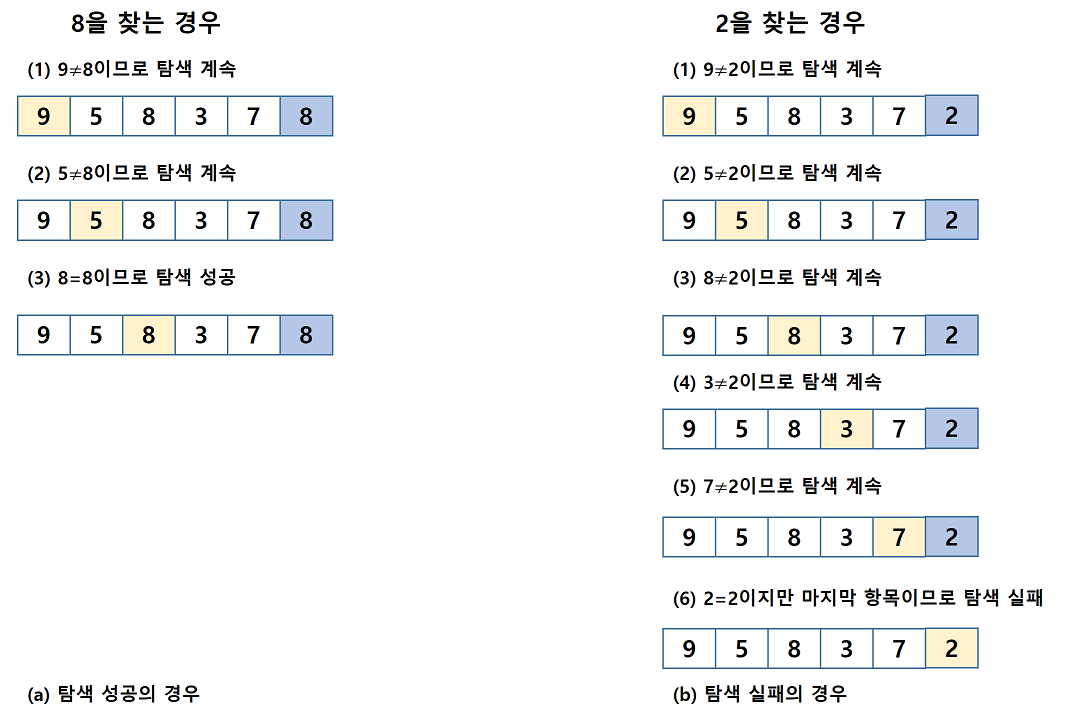 8을 찾는 경우
(1) 9≠8이므로 탐색 계속
9 5 8 3 7 8
(2) 5≠8이므로 탐색 계속
9 5 8 3 7 8
(3) 8=8이므로 탐색 성공
9 5 8 3 7 8
(a) 탐색 성공의 경우
2을 찾는 경우
(1) 9≠2이므로 탐색 계속
9 5 8 3 7 2
(2) 5≠2이므로 탐색 계속
9 5 8 3 7 2
(3) 8≠2이므로 탐색 계속
9 5 8 3 7 2
(4) 3≠2이므로 탐색 계속
9 5 8 3 7 2
(5) 7≠2이므로 탐색 계속
9 5 8 3 7 2
(6) 2=2이지만 마지막 항목이므로 탐색 실패
9 5 8 3 7 2
(b) 탐색 실패의 경우